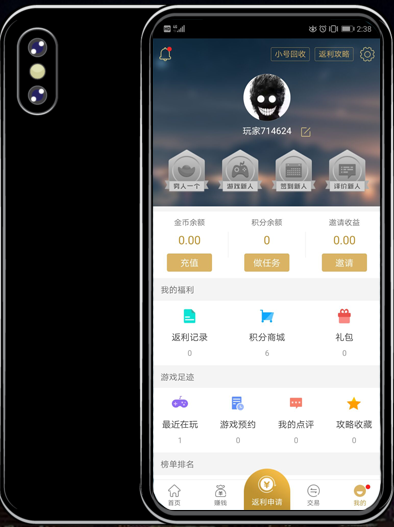 HD 4G 2:38
小号回收 返利攻略
玩家714624
穷人一个 游戏新人 签到新人 评价新人
金币余额 积分余额 邀请收益
0.00 0 0.00
充值 做任务 邀请
我的福利
返利记录 积分商城 礼包
0 6 0
游戏足迹
最近在玩 游戏预约 我的点评 攻略收藏
1 0 0 0
榜单排名
首页 赚钱 返利申请 交易 我的